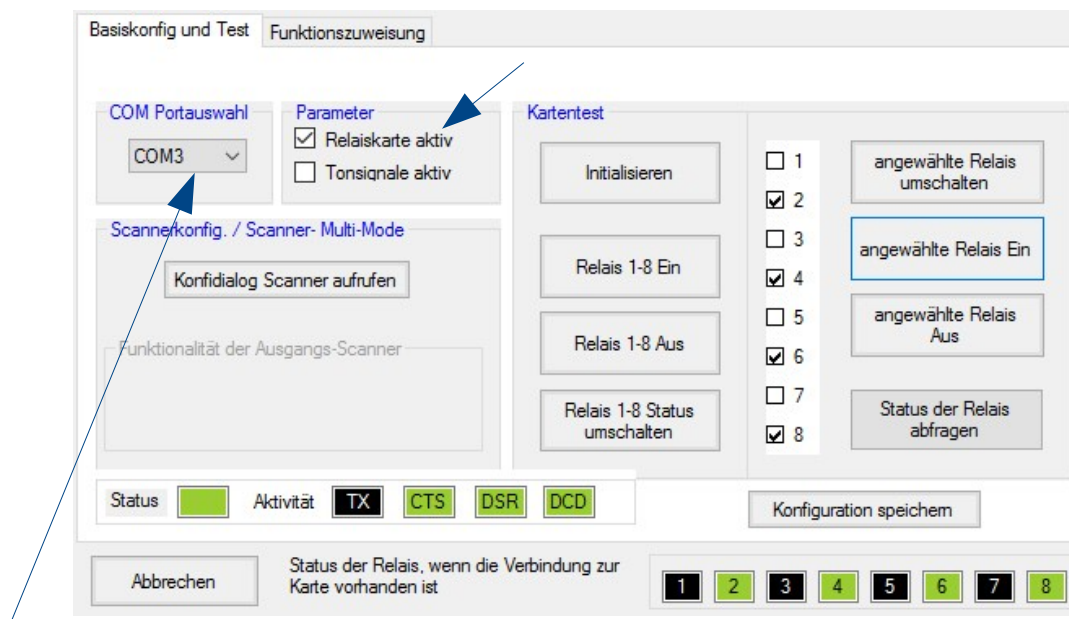 Basiskonfig und Test
Funktionszuweisung
COM Portauswahl
COM3
Parameter
Relaiskarte aktiv
Tonsignale aktiv
Scannerkonfig. / Scanner- Multi-Mode
Konfidialog Scanner aufrufen
Funktionalität der Ausgangs-Scanner
Kartentest
Initialisieren
Relais 1-8 Ein
Relais 1-8 Aus
Relais 1-8 Status
umschalten
1
2
3
4
5
6
7
8
angewählte Relais
umschalten
angewählte Relais Ein
angewählte Relais
Aus
Status der Relais
abfragen
Status
Aktivität TX CTS DSR DCD
Konfiguration speichern
Abbrechen
Status der Relais, wenn die Verbindung zur
Karte vorhanden ist
1 2 3 4 5 6 7 8